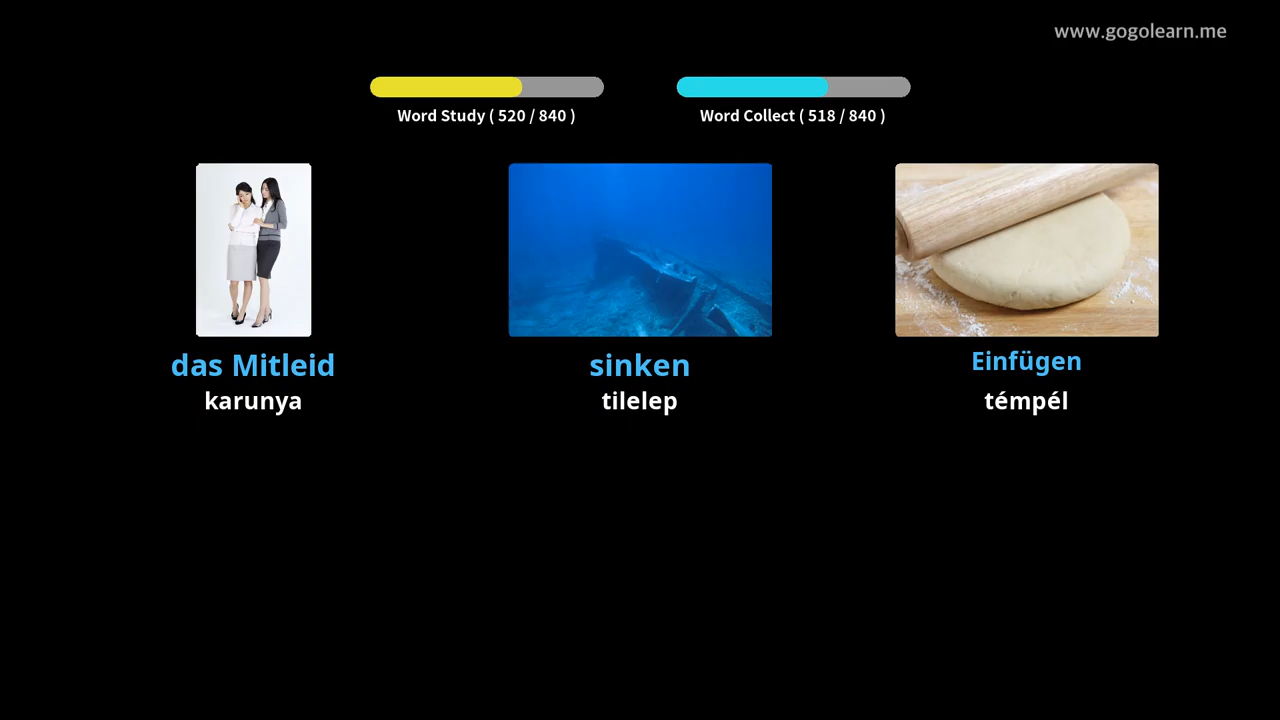 www.gogolearn.me
Word Study ( 520 / 840 )
Word Collect ( 518 / 840 )
das Mitleid
karunya
sinken
tilelep
Einfügen
témpél